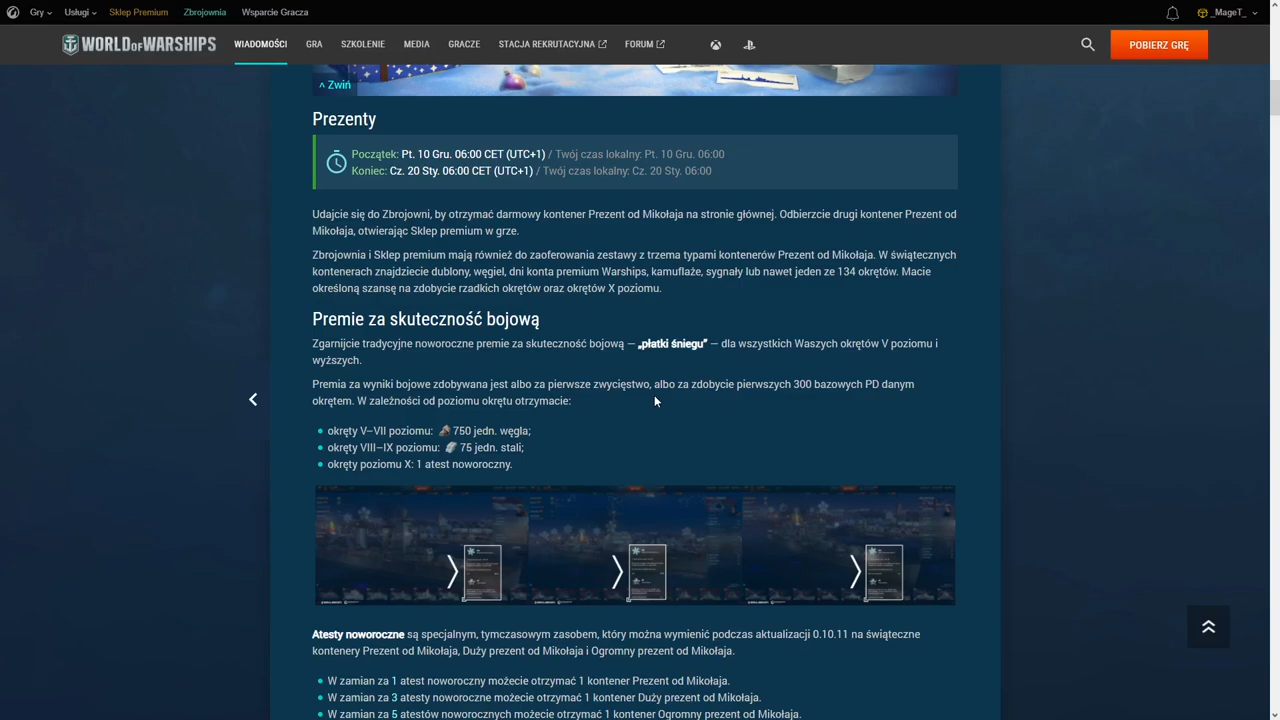 Gry Usługi Sklep Premium Zbrojownia Wsparcie Gracza _MageT_
WORLD OF WARSHIPS WIADOMOŚCI GRA SZKOLENIE MEDIA GRACZE STACJA REKRUTACYJNA FORUM POBIERZ GRĘ
^ Zwiń
Prezenty
Początek: Pt. 10 Gru. 06:00 CET (UTC+1) / Twój czas lokalny: Pt. 10 Gru. 06:00
Koniec: Cz. 20 Sty. 06:00 CET (UTC+1) / Twój czas lokalny: Cz. 20 Sty. 06:00
Udajcie się do Zbrojowni, by otrzymać darmowy kontener Prezent od Mikołaja na stronie głównej. Odbierzcie drugi kontener Prezent od
Mikołaja, otwierając Sklep premium w grze.
Zbrojownia i Sklep premium mają również do zaoferowania zestawy z trzema typami kontenerów Prezent od Mikołaja. W świątecznych
kontenerach znajdziecie dublony, węgiel, dni konta premium Warships, kamuflaże, sygnały lub nawet jeden ze 134 okrętów. Macie
określoną szansę na zdobycie rzadkich okrętów oraz okrętów X poziomu.
Premie za skuteczność bojową
Zgarnijcie tradycyjne noworoczne premie za skuteczność bojową — „płatki śniegu” — dla wszystkich Waszych okrętów V poziomu i
wyższych.
Premia za wyniki bojowe zdobywana jest albo za pierwsze zwycięstwo, albo za zdobycie pierwszych 300 bazowych PD danym
okrętem. W zależności od poziomu okrętu otrzymacie:
okręty V–VII poziomu: 750 jedn. węgla;
okręty VIII–IX poziomu: 75 jedn. stali;
okręty poziomu X: 1 atest noworoczny.
Atesty noworoczne są specjalnym, tymczasowym zasobem, który można wymienić podczas aktualizacji 0.10.11 na świąteczne
kontenery Prezent od Mikołaja, Duży prezent od Mikołaja i Ogromny prezent od Mikołaja.
W zamian za 1 atest noworoczny możecie otrzymać 1 kontener Prezent od Mikołaja.
W zamian za 3 atesty noworoczne możecie otrzymać 1 kontener Duży prezent od Mikołaja.
W zamian za 5 atestów noworocznych możecie otrzymać 1 kontener Ogromny prezent od Mikołaja.